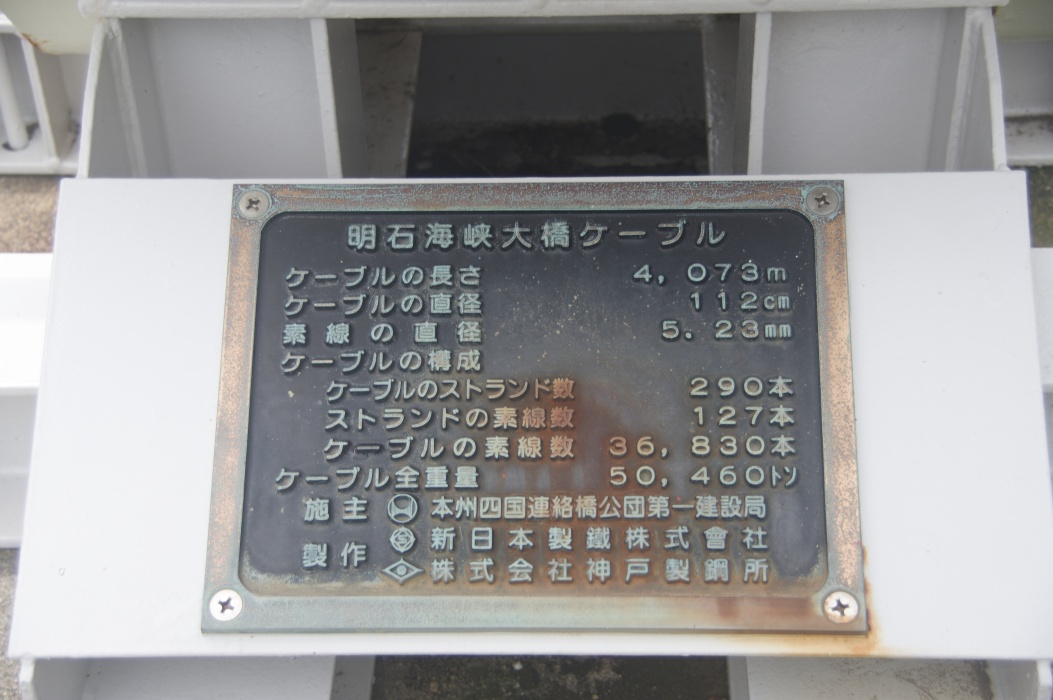 明石海峡大橋ケーブル
ケーブルの長さ 4,073m
ケーブルの直径 112cm
素線の直径 5.23mm
ケーブルの構成
ケーブルのストランド数 290本
ストランドの素線数 127本
ケーブルの素線数 36,830本
ケーブル全重量 50,460トン
施主 本州四国連絡橋公団第一建設局
製作 新日本製鐵株式會社
株式会社神戸製鋼所